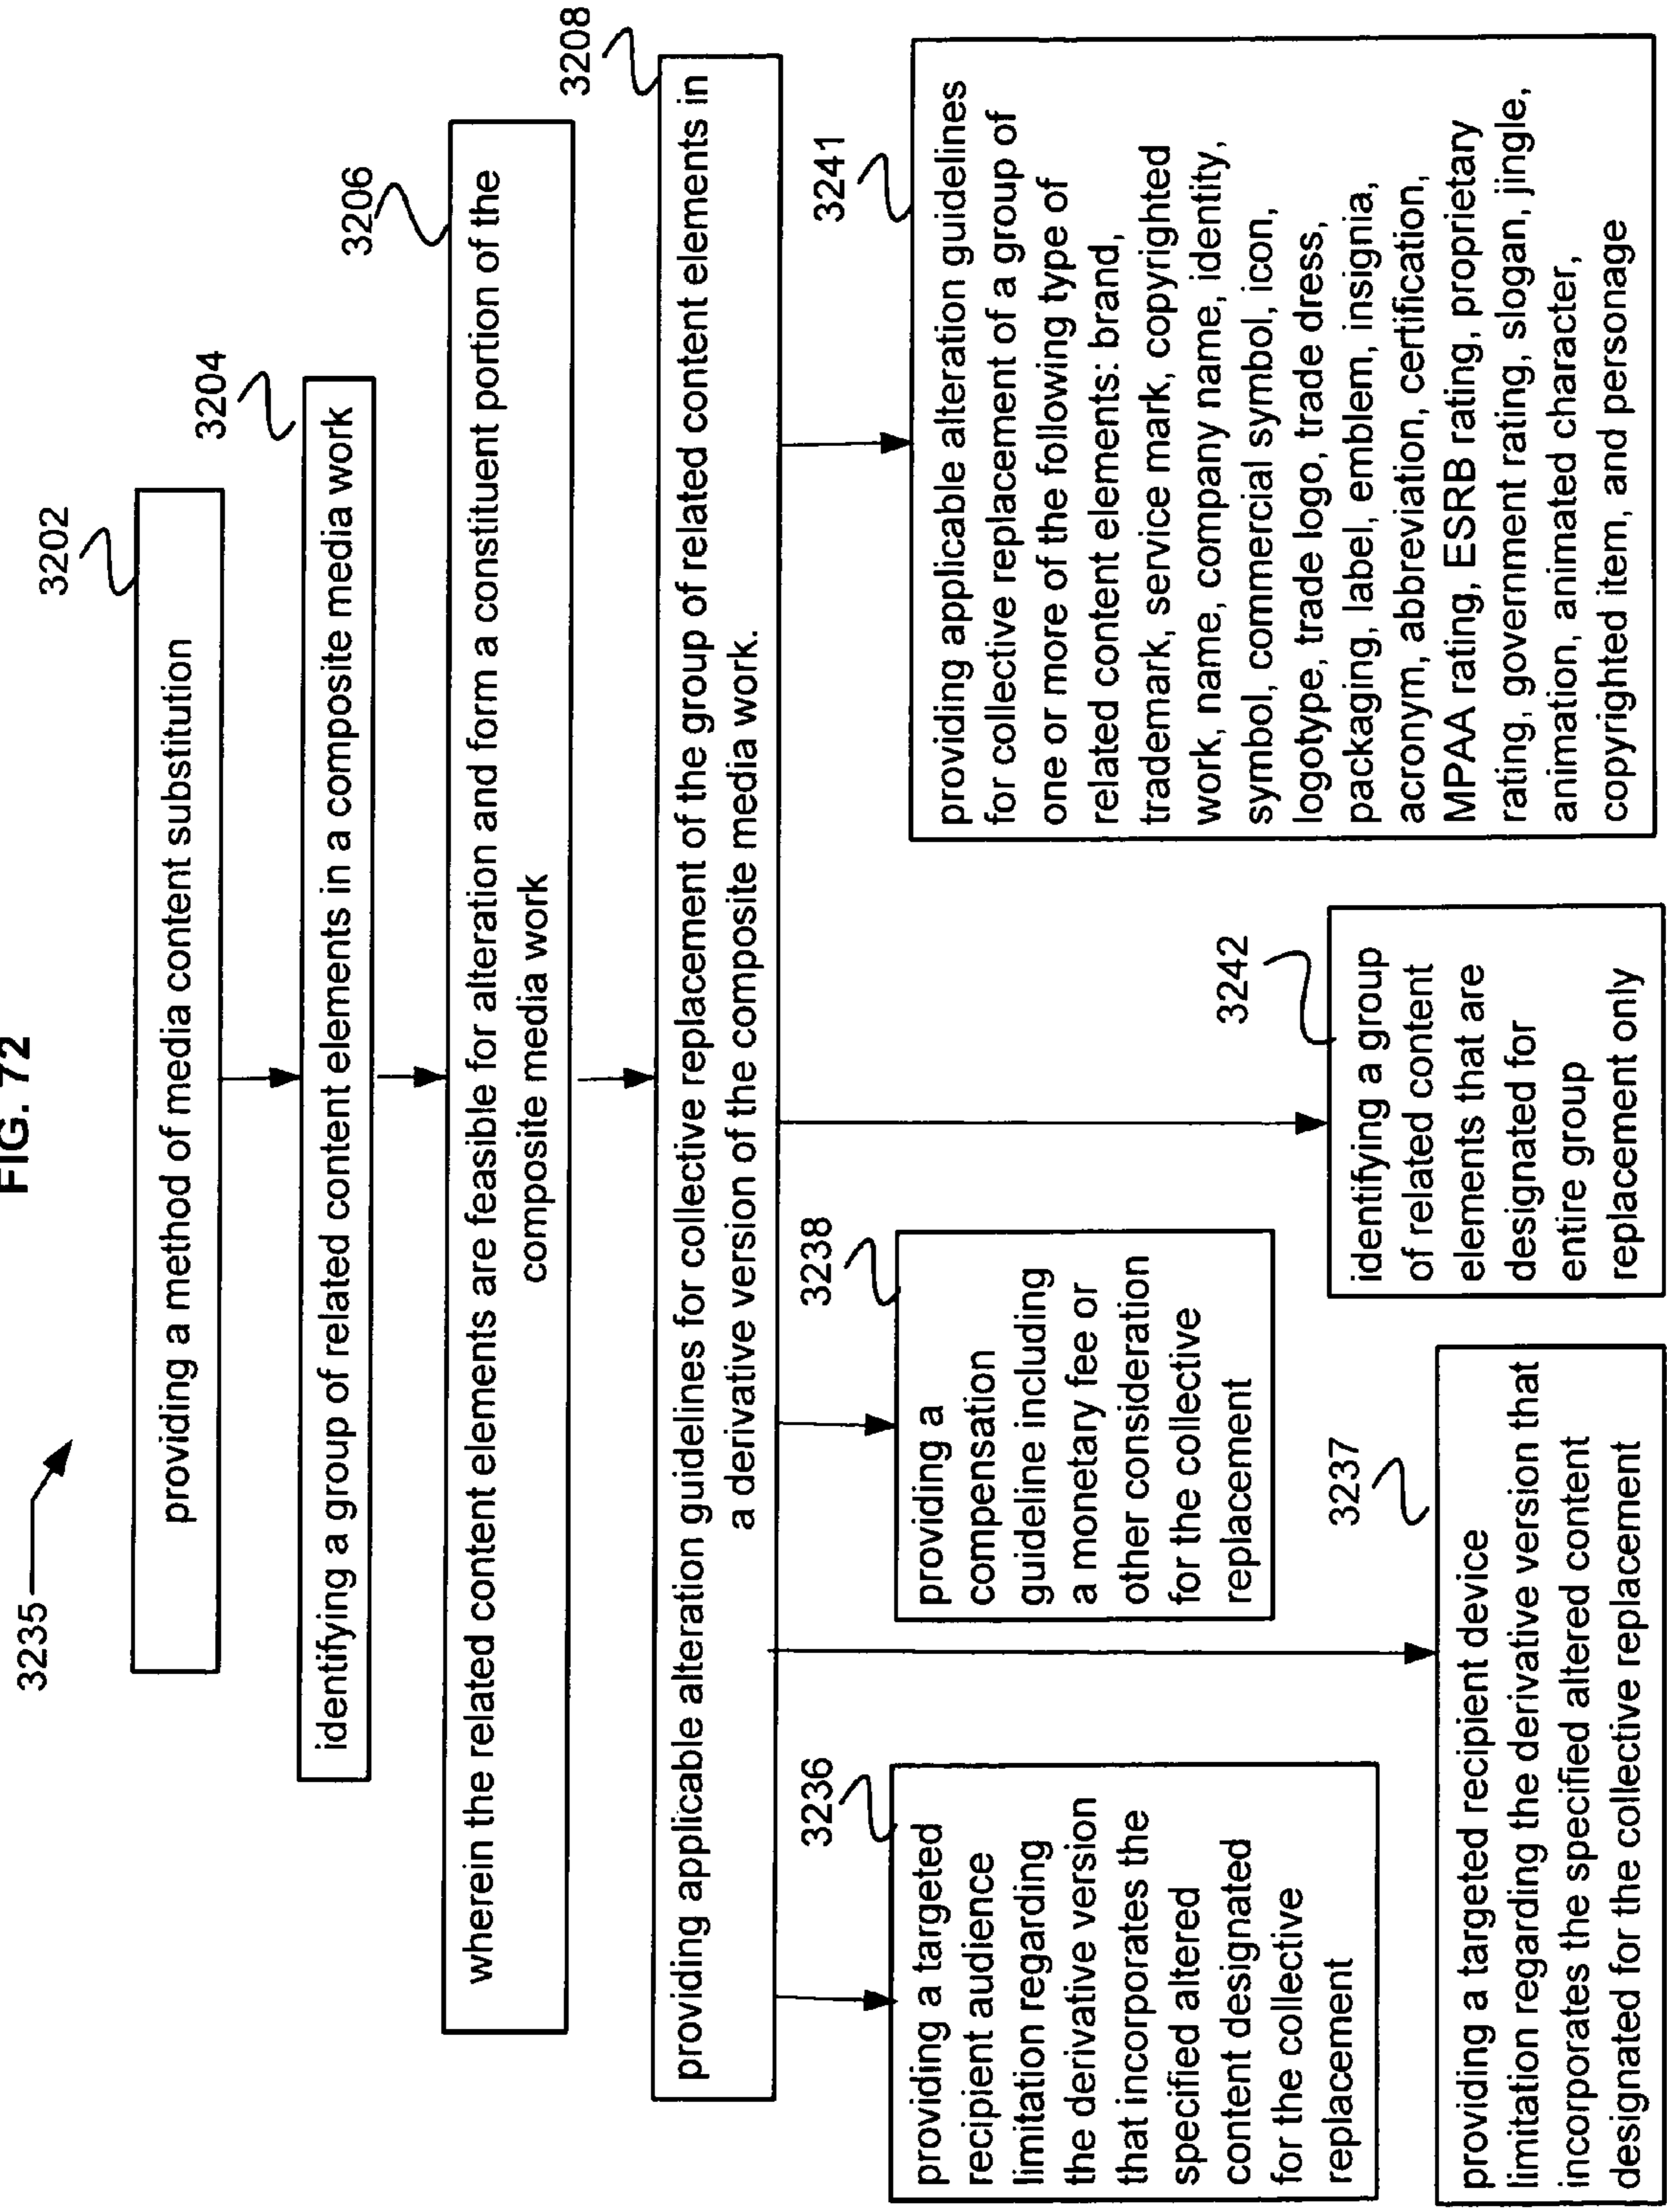 FIG. 72
3235
3202
providing a method of media content substitution
3204
identifying a group of related content elements in a composite media work
3206
wherein the related content elements are feasible for alteration and form a constituent portion of the
composite media work
3208
providing applicable alteration guidelines for collective replacement of the group of related content elements in
a derivative version of the composite media work.
3236
providing a targeted
recipient audience
limitation regarding
the derivative version
that incorporates the
specified altered
content designated
for the collective
replacement
3238
providing a
compensation
guideline including
a monetary fee or
other consideration
for the collective
replacement
3241
providing applicable alteration guidelines
for collective replacement of a group of
one or more of the following type of
related content elements: brand,
trademark, service mark, copyrighted
work, name, company name, identity,
symbol, commercial symbol, icon,
logotype, trade logo, trade dress,
packaging, label, emblem, insignia,
acronym, abbreviation, certification,
MPAA rating, ESRB rating, proprietary
rating, government rating, slogan, jingle,
animation, animated character,
copyrighted item, and personage
3242
identifying a group
of related content
elements that are
designated for
entire group
replacement only
3237
providing a targeted recipient device
limitation regarding the derivative version that
incorporates the specified altered content
designated for the collective replacement